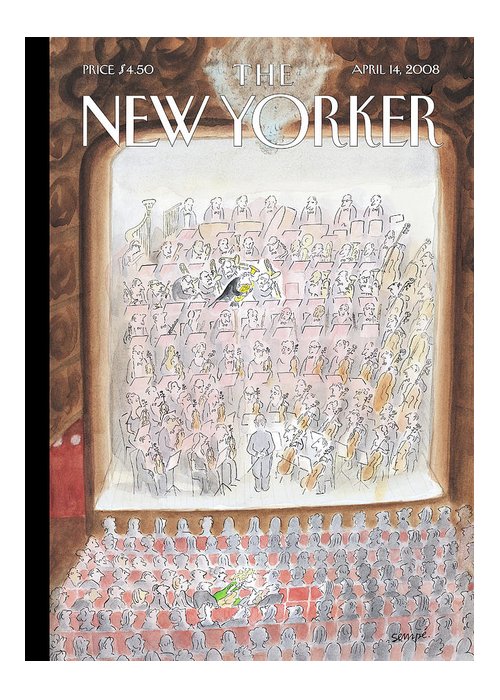 PRICE $4.50
THE
APRIL 14, 2008
NEW YORKER
sempé